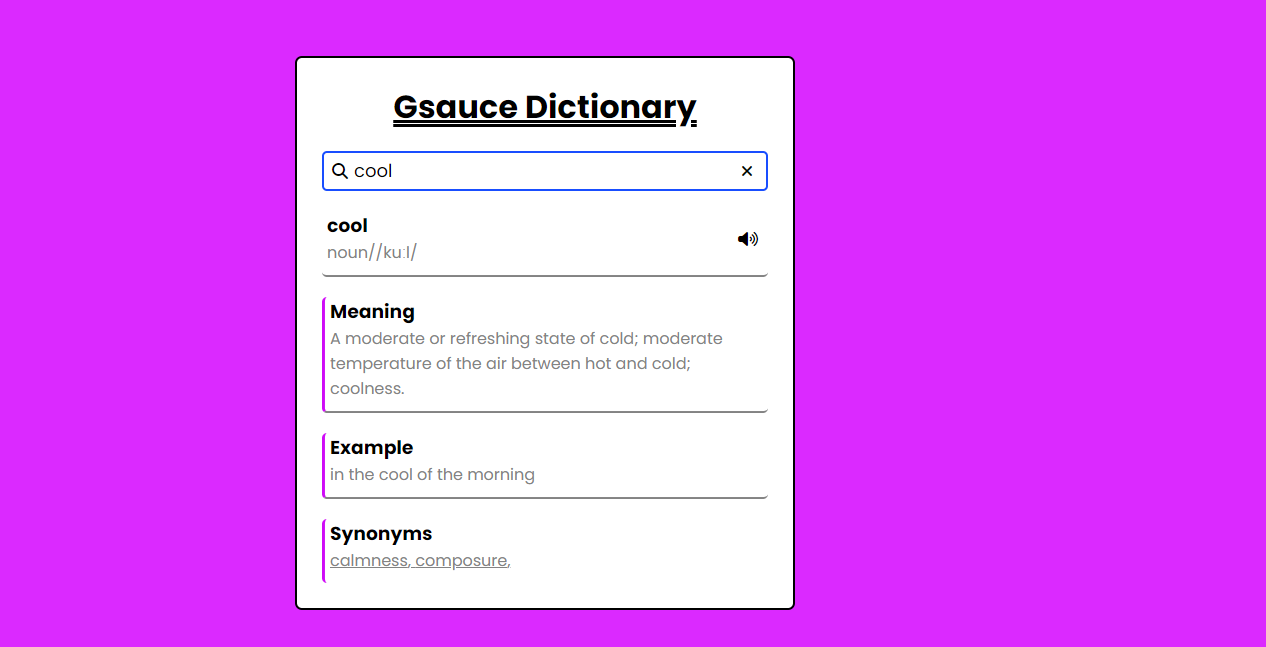 Gsauce Dictionary
cool
cool
noun//kuːl/
Meaning
A moderate or refreshing state of cold; moderate
temperature of the air between hot and cold;
coolness.
Example
in the cool of the morning
Synonyms
calmness, composure,